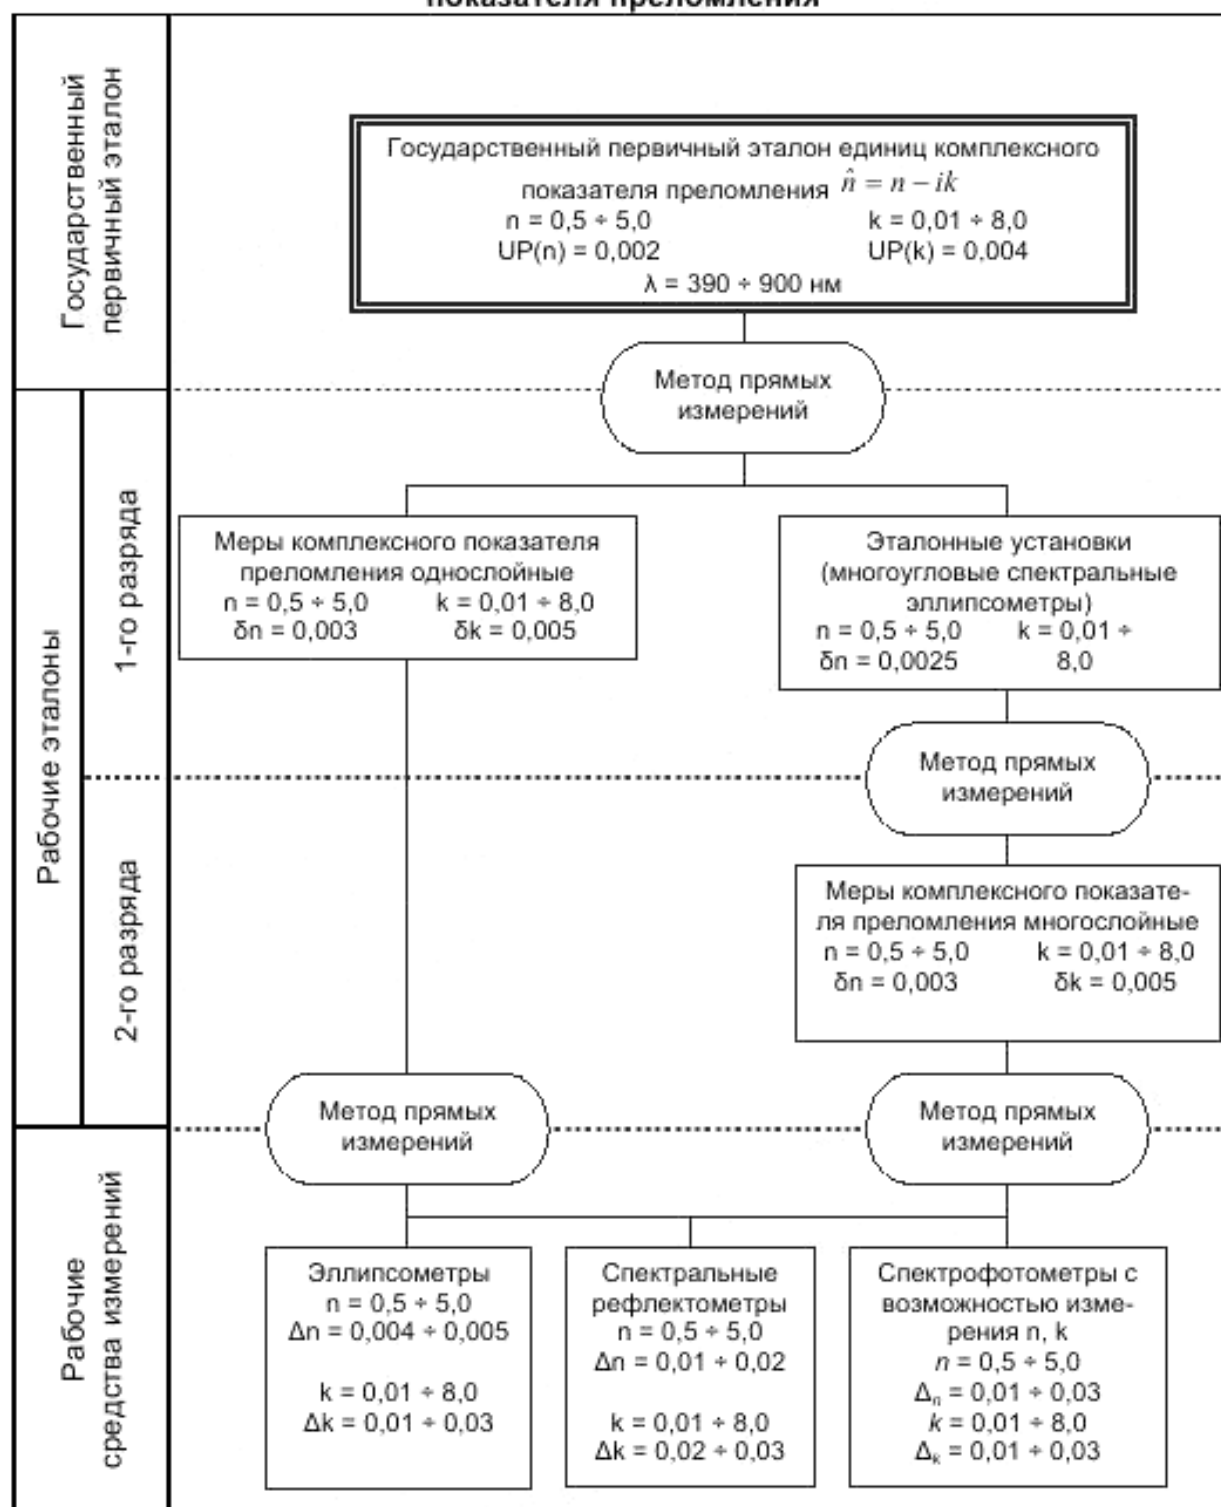 показателя преломления
Государственный
первичный эталон
Государственный первичный эталон единиц комплексного
показателя преломления n̂ = n − ik
n = 0,5 ÷ 5,0 k = 0,01 ÷ 8,0
UP(n) = 0,002 UP(k) = 0,004
λ = 390 ÷ 900 нм
Метод прямых
измерений
Рабочие эталоны
1-го разряда
Меры комплексного показателя
преломления однослойные
n = 0,5 ÷ 5,0 k = 0,01 ÷ 8,0
δn = 0,003 δk = 0,005
Эталонные установки
(многоугловые спектральные
эллипсометры)
n = 0,5 ÷ 5,0 k = 0,01 ÷
δn = 0,0025 8,0
Метод прямых
измерений
2-го разряда
Меры комплексного показате-
ля преломления многослойные
n = 0,5 ÷ 5,0 k = 0,01 ÷ 8,0
δn = 0,003 δk = 0,005
Метод прямых
измерений
Метод прямых
измерений
Рабочие
средства измерений
Эллипсометры
n = 0,5 ÷ 5,0
Δn = 0,004 ÷ 0,005
k = 0,01 ÷ 8,0
Δk = 0,01 ÷ 0,03
Спектральные
рефлектометры
n = 0,5 ÷ 5,0
Δn = 0,01 ÷ 0,02
k = 0,01 ÷ 8,0
Δk = 0,02 ÷ 0,03
Спектрофотометры с
возможностью изме-
рения n, k
n = 0,5 ÷ 5,0
Δₙ = 0,01 ÷ 0,03
k = 0,01 ÷ 8,0
Δₖ = 0,01 ÷ 0,03